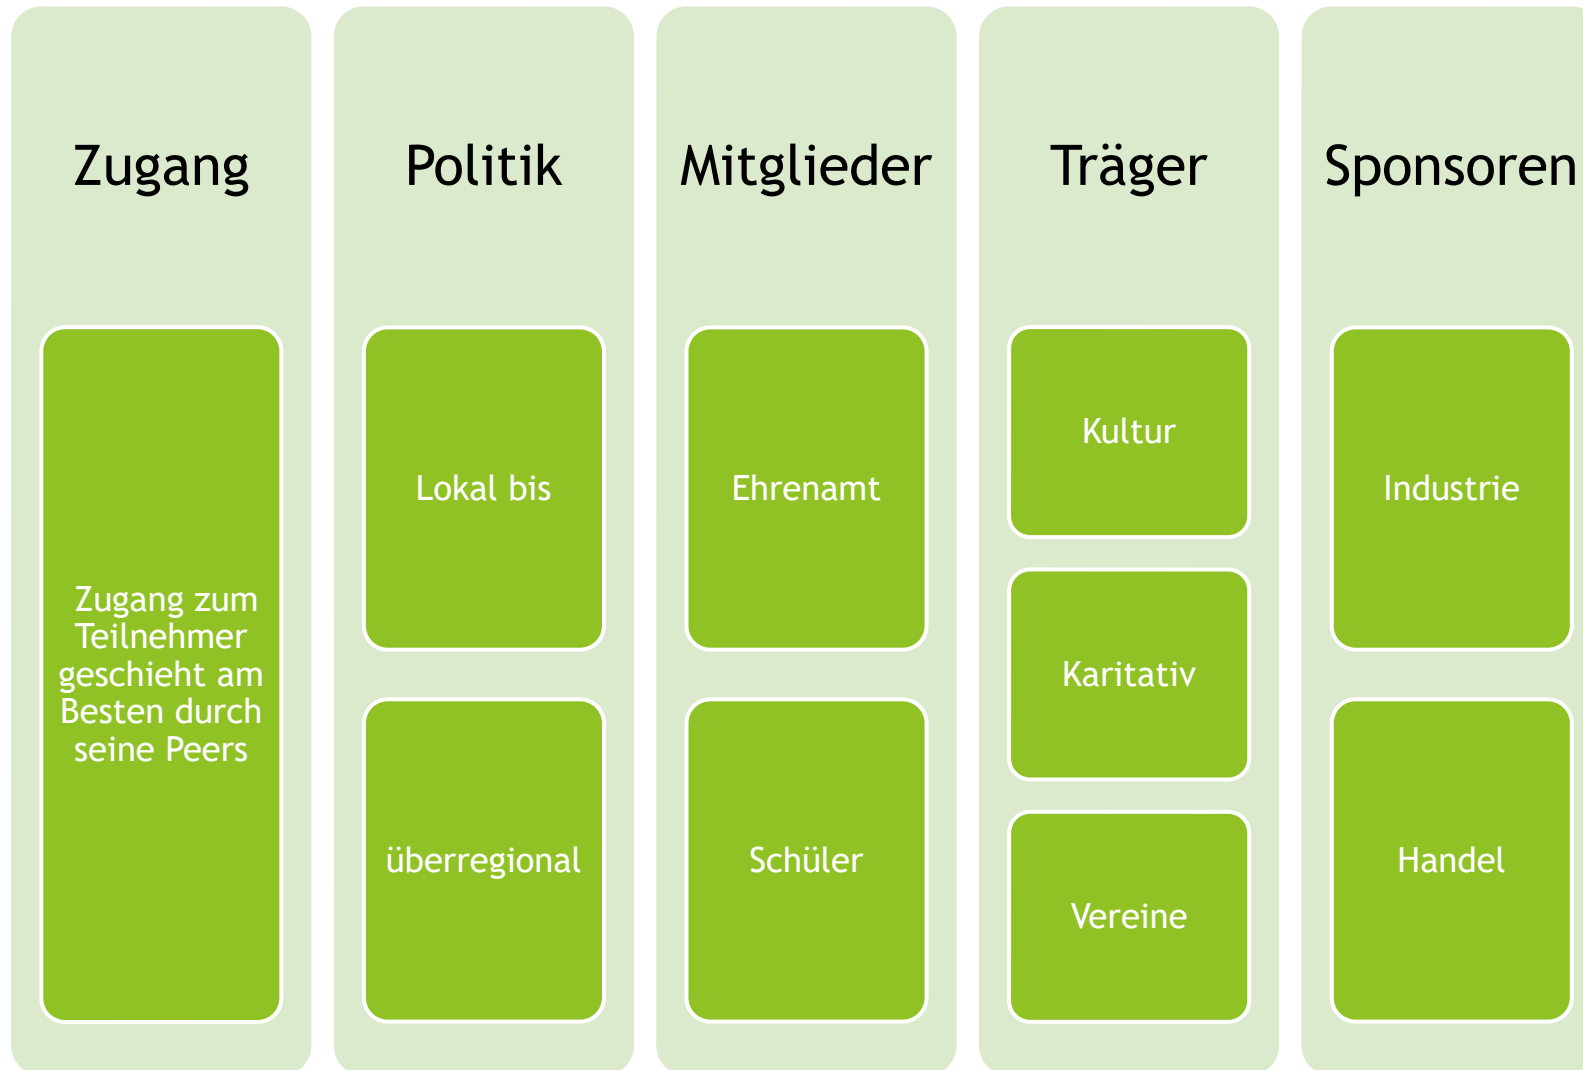 Zugang
Zugang zum
Teilnehmer
geschieht am
Besten durch
seine Peers
Politik
Lokal bis
überregional
Mitglieder
Ehrenamt
Schüler
Träger
Kultur
Karitativ
Vereine
Sponsoren
Industrie
Handel